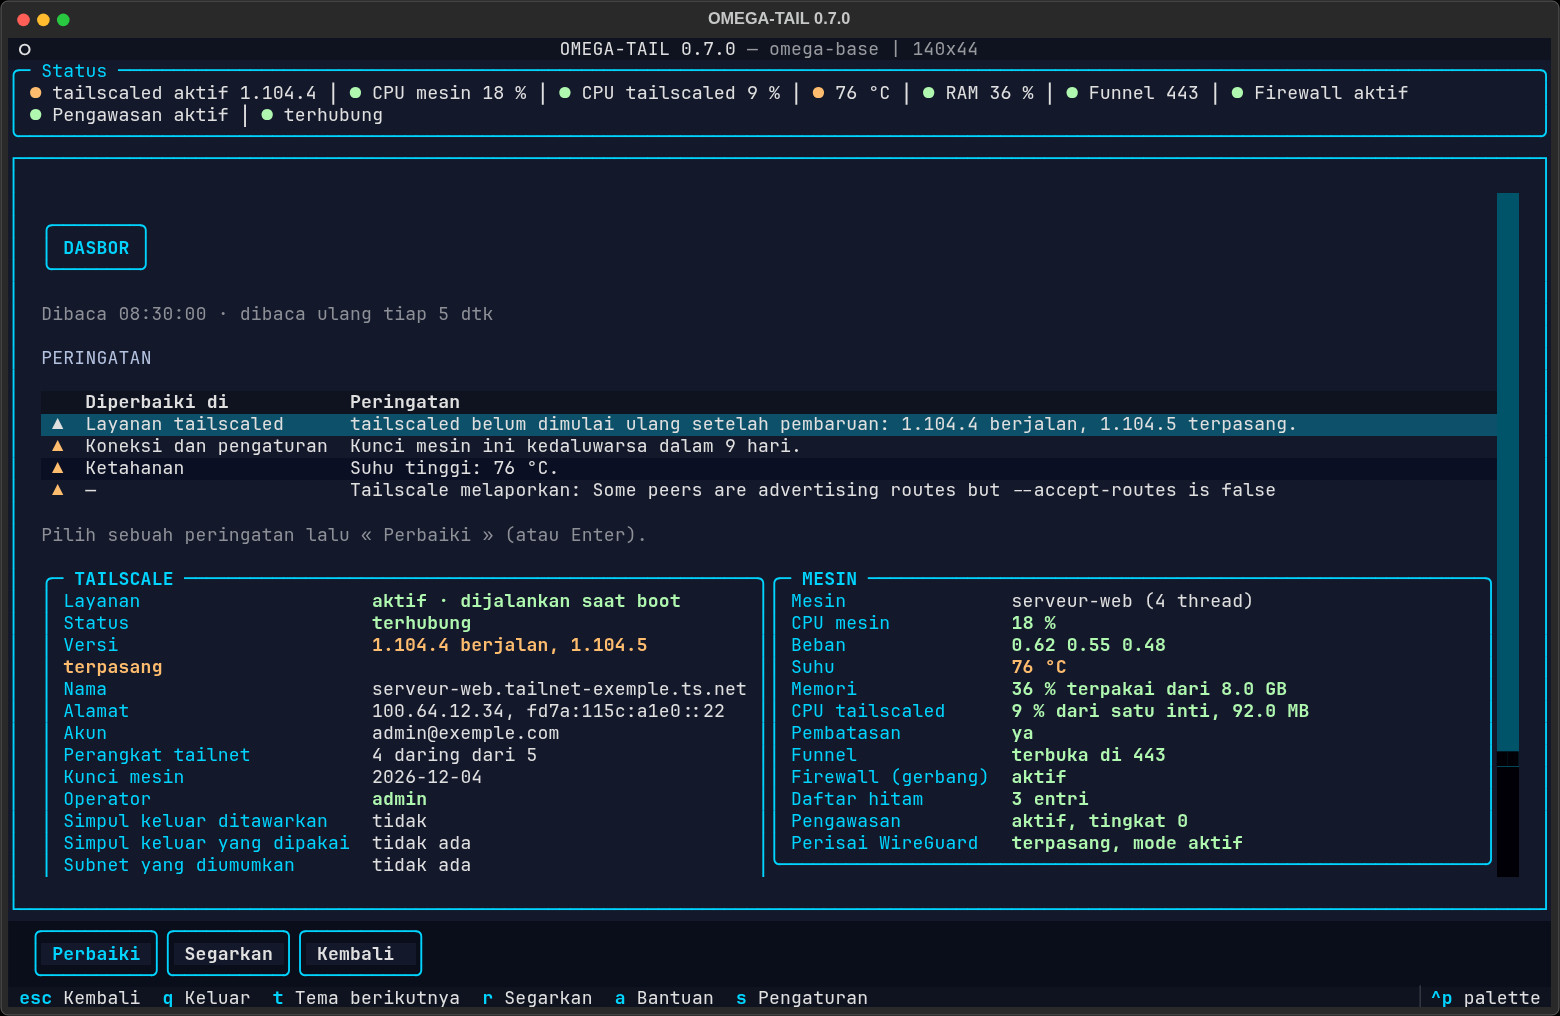 OMEGA-TAIL 0.7.0
OMEGA-TAIL 0.7.0 — omega-base | 140x44
Status
● tailscaled aktif 1.104.4 │ ● CPU mesin 18 % │ ● CPU tailscaled 9 % │ ● 76 °C │ ● RAM 36 % │ ● Funnel 443 │ ● Firewall aktif
● Pengawasan aktif │ ● terhubung
DASBOR
Dibaca 08:30:00 · dibaca ulang tiap 5 dtk
PERINGATAN
Diperbaiki di Peringatan
▲ Layanan tailscaled tailscaled belum dimulai ulang setelah pembaruan: 1.104.4 berjalan, 1.104.5 terpasang.
▲ Koneksi dan pengaturan Kunci mesin ini kedaluwarsa dalam 9 hari.
▲ Ketahanan Suhu tinggi: 76 °C.
▲ — Tailscale melaporkan: Some peers are advertising routes but --accept-routes is false
Pilih sebuah peringatan lalu « Perbaiki » (atau Enter).
TAILSCALE
Layanan aktif · dijalankan saat boot
Status terhubung
Versi 1.104.4 berjalan, 1.104.5
terpasang
Nama serveur-web.tailnet-exemple.ts.net
Alamat 100.64.12.34, fd7a:115c:a1e0::22
Akun admin@exemple.com
Perangkat tailnet 4 daring dari 5
Kunci mesin 2026-12-04
Operator admin
Simpul keluar ditawarkan tidak
Simpul keluar yang dipakai tidak ada
Subnet yang diumumkan tidak ada
MESIN
Mesin serveur-web (4 thread)
CPU mesin 18 %
Beban 0.62 0.55 0.48
Suhu 76 °C
Memori 36 % terpakai dari 8.0 GB
CPU tailscaled 9 % dari satu inti, 92.0 MB
Pembatasan ya
Funnel terbuka di 443
Firewall (gerbang) aktif
Daftar hitam 3 entri
Pengawasan aktif, tingkat 0
Perisai WireGuard terpasang, mode aktif
Perbaiki Segarkan Kembali
esc Kembali q Keluar t Tema berikutnya r Segarkan a Bantuan s Pengaturan ^p palette